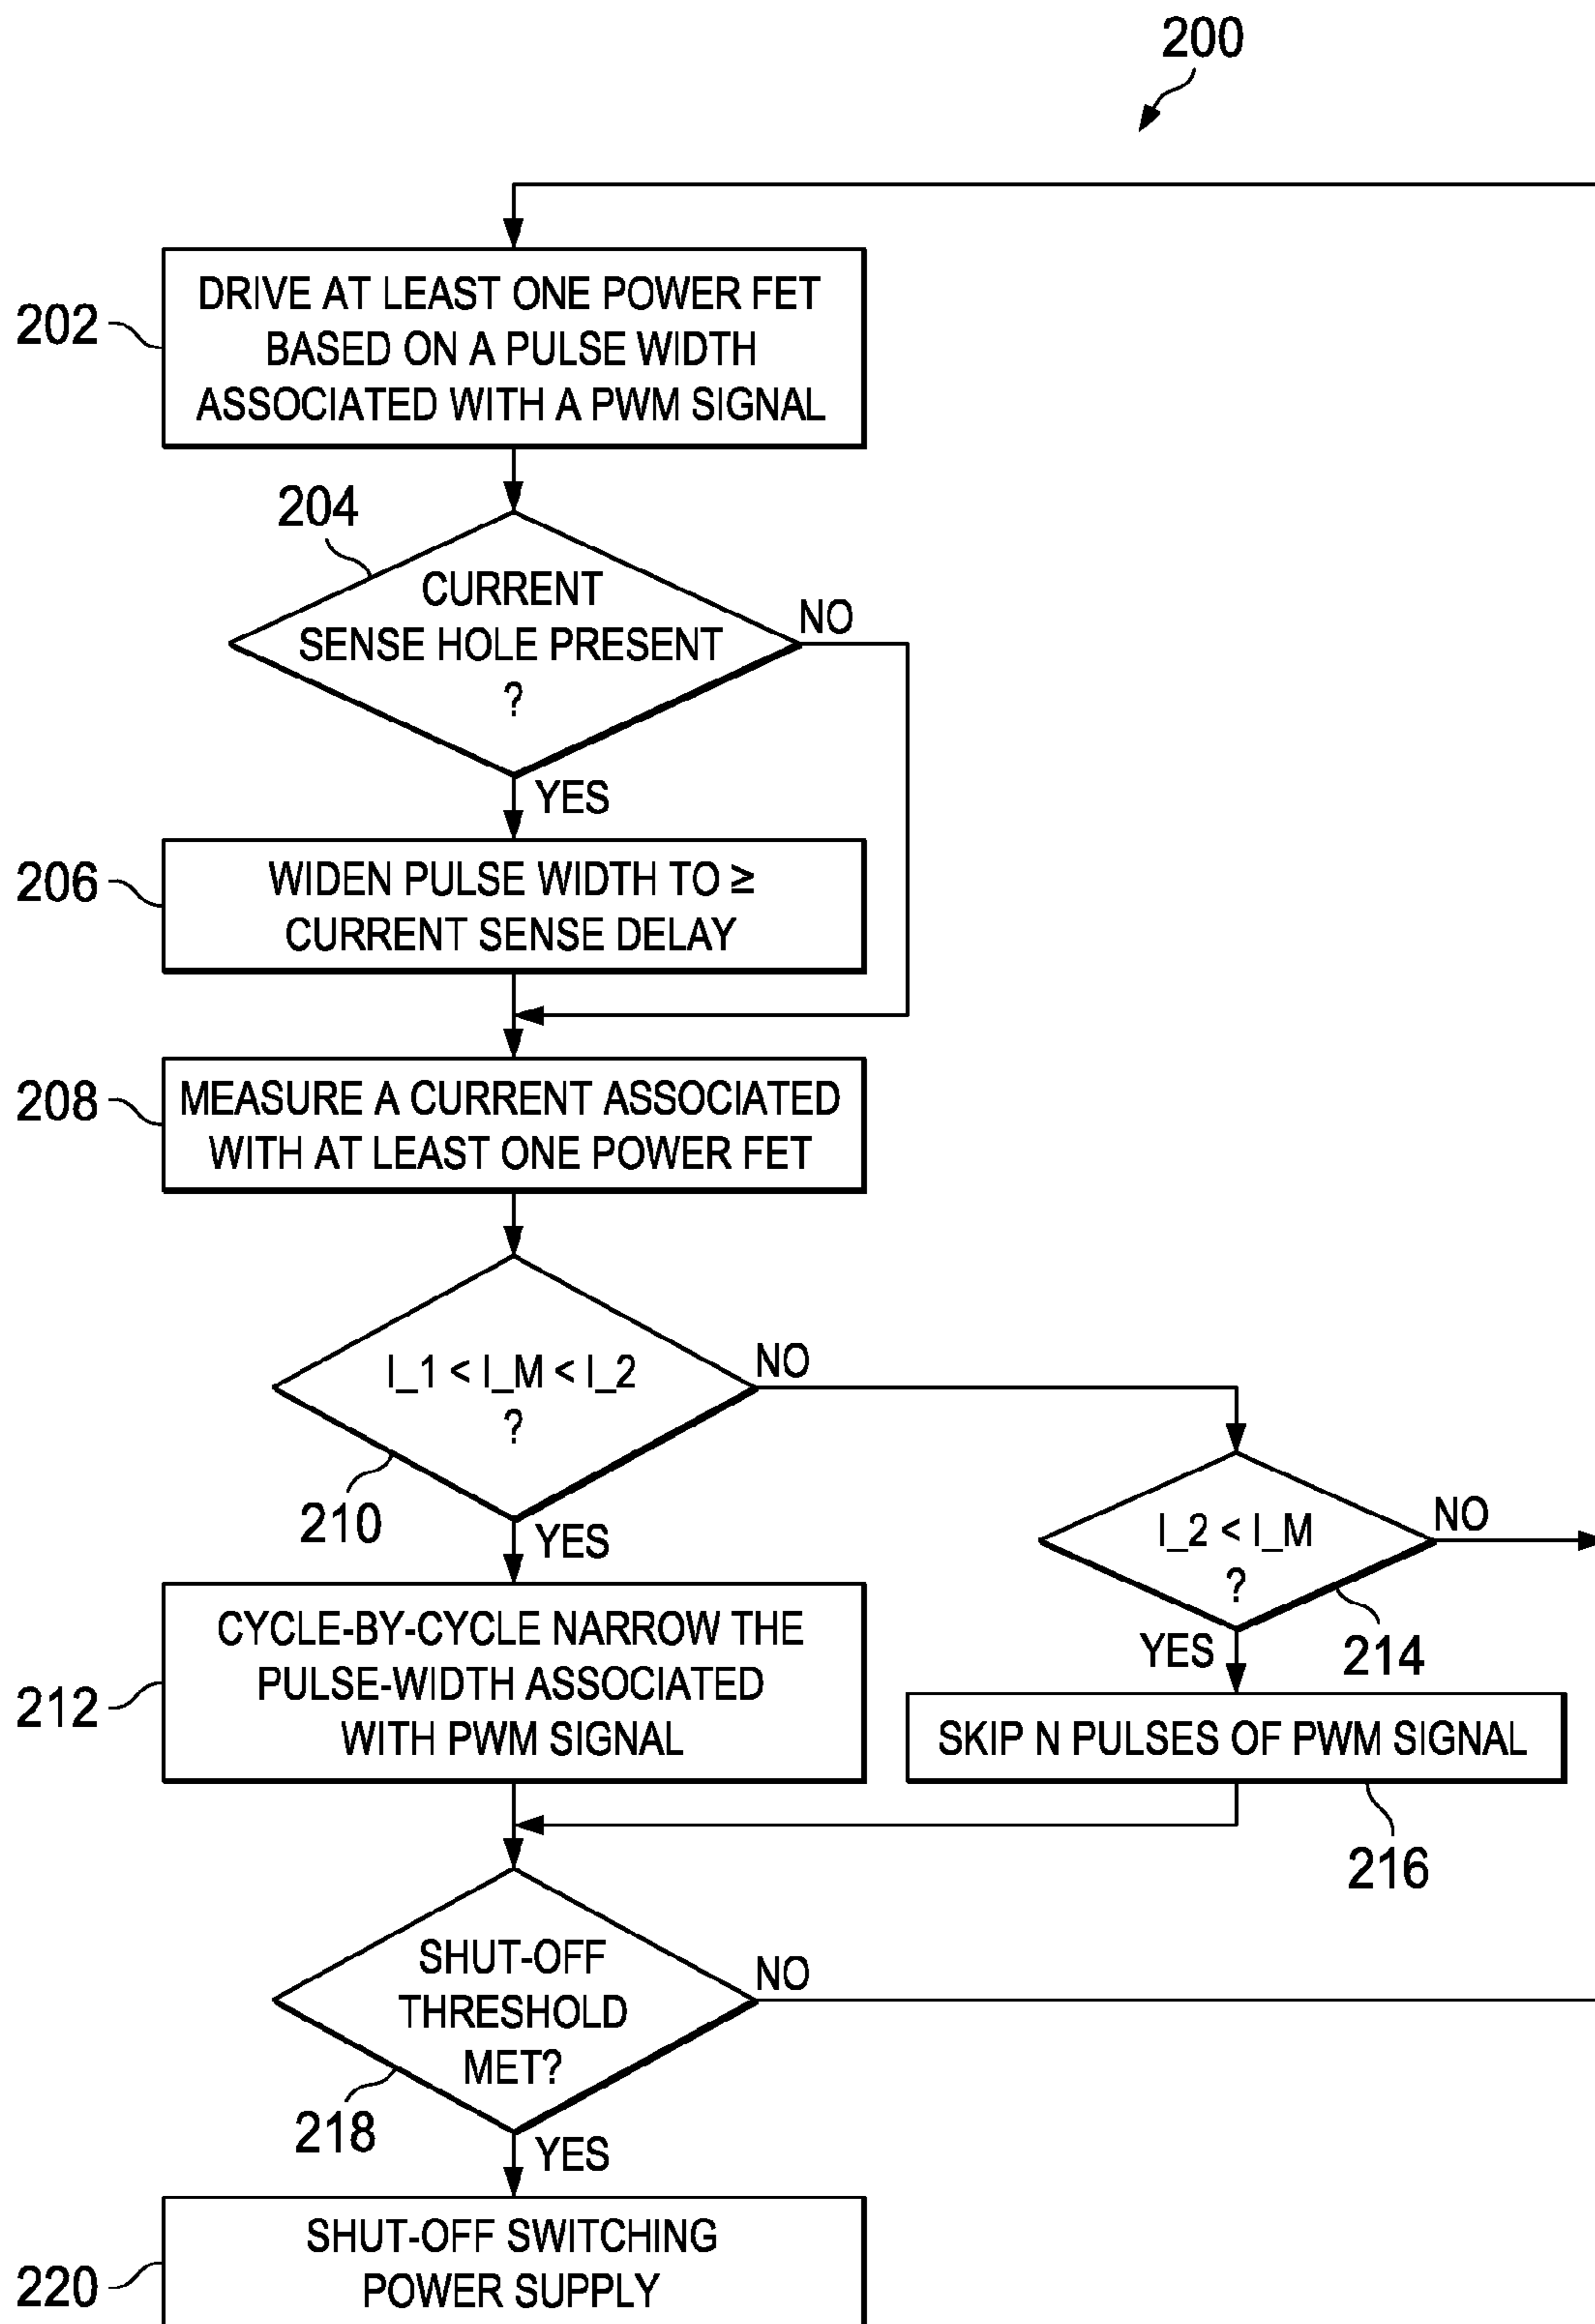 200
202
DRIVE AT LEAST ONE POWER FET
BASED ON A PULSE WIDTH
ASSOCIATED WITH A PWM SIGNAL
204
CURRENT
SENSE HOLE PRESENT
?
NO
YES
206
WIDEN PULSE WIDTH TO ≥
CURRENT SENSE DELAY
208
MEASURE A CURRENT ASSOCIATED
WITH AT LEAST ONE POWER FET
I_1 < I_M < I_2
?
NO
210
YES
I_2 < I_M
?
NO
YES
214
212
CYCLE-BY-CYCLE NARROW THE
PULSE-WIDTH ASSOCIATED
WITH PWM SIGNAL
SKIP N PULSES OF PWM SIGNAL
216
SHUT-OFF
THRESHOLD
MET?
NO
218
YES
220
SHUT-OFF SWITCHING
POWER SUPPLY